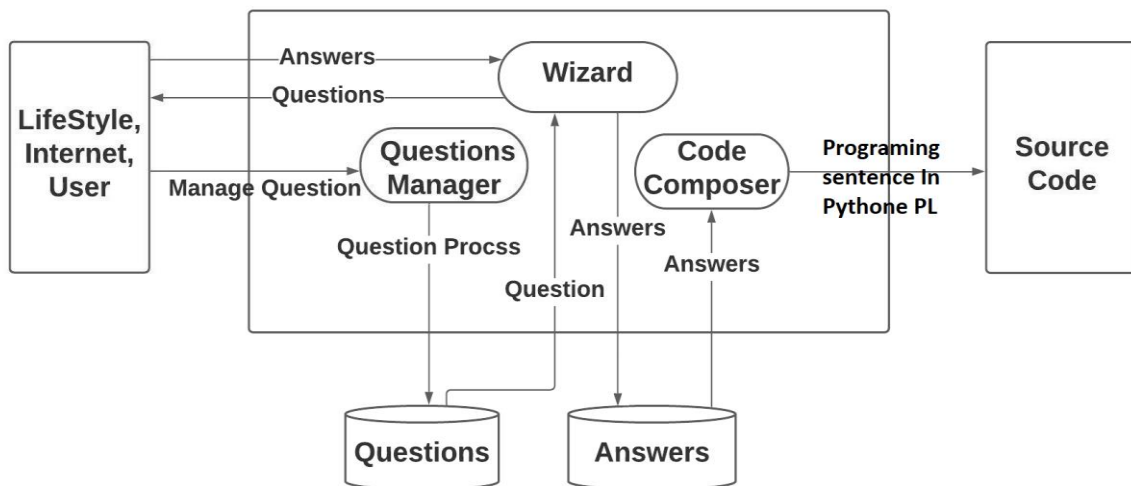 Answers
Wizard
Questions
LifeStyle,
Internet,
User
Questions
Manager
Manage Question
Code
Composer
Programing
sentence In
Pythone PL
Source
Code
Question Procss
Answers
Answers
Question
Questions
Answers